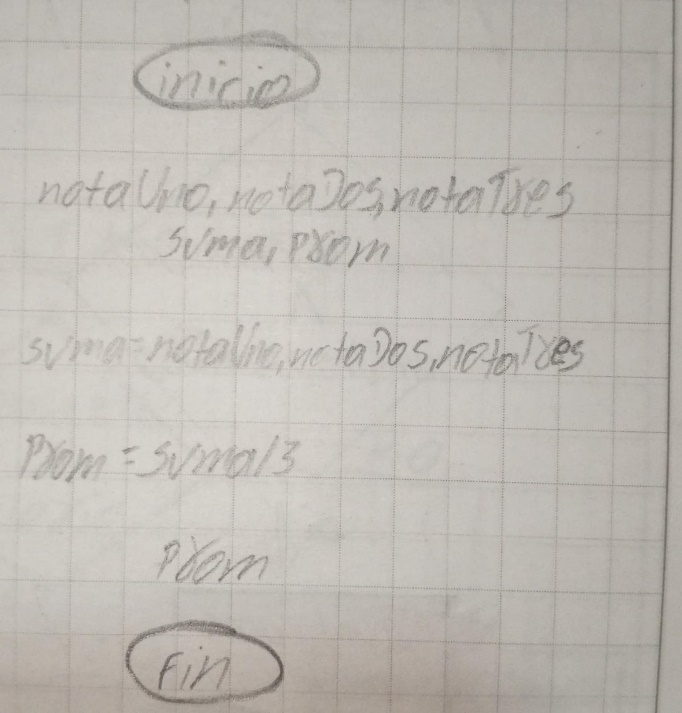 inicio
notaUno, notaDos, notaTres
suma, prom
suma=notaUno, notaDos, notaTres
Prom = suma/3
prom
Fin